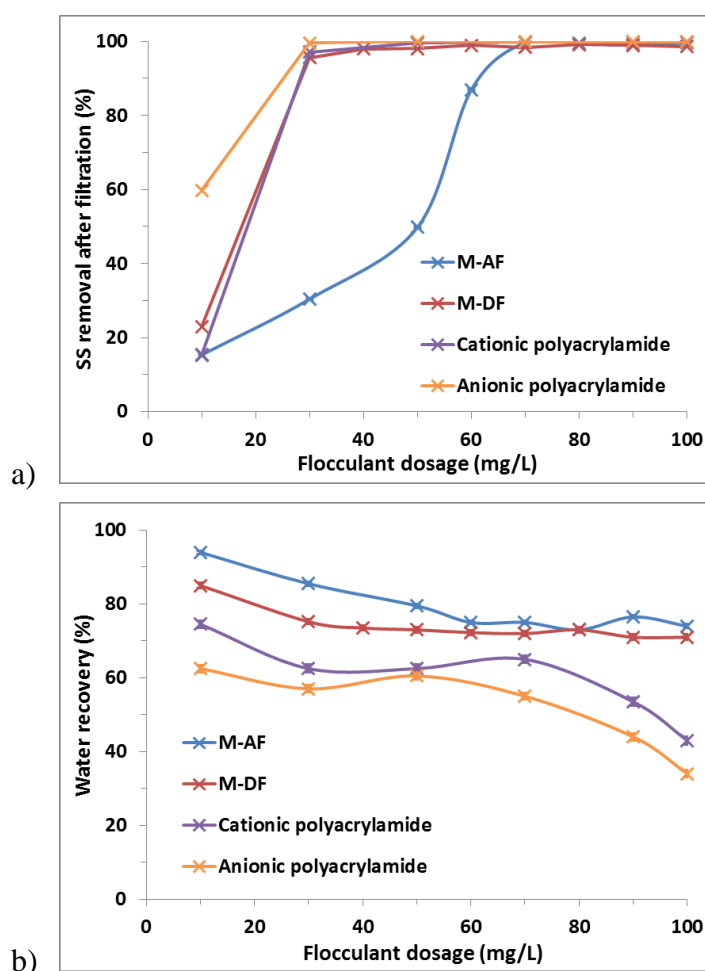 100
80
60
40
20
0
SS removal after filtration (%)
M-AF
M-DF
Cationic polyacrylamide
Anionic polyacrylamide
0 20 40 60 80 100
Flocculant dosage (mg/L)
a)
100
80
60
40
20
0
Water recovery (%)
M-AF
M-DF
Cationic polyacrylamide
Anionic polyacrylamide
0 20 40 60 80 100
Flocculant dosage (mg/L)
b)